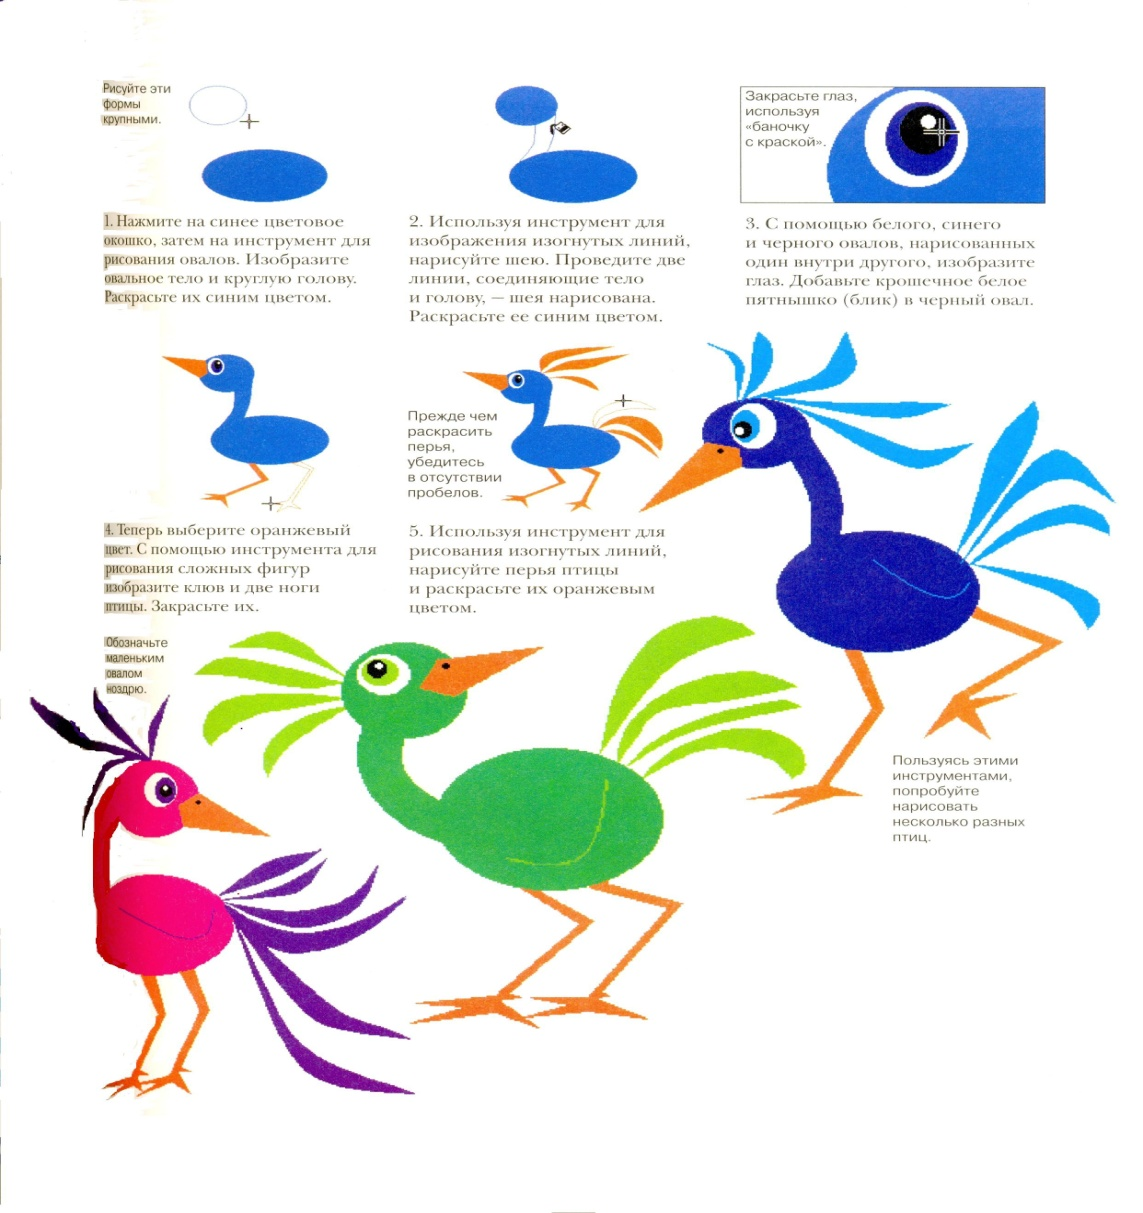 Рисуйте эти
формы
крупными.
Закрасьте глаз,
используя
«баночку
с краской».
1. Нажмите на синее цветовое
окошко, затем на инструмент для
рисования овалов. Изобразите
овальное тело и круглую голову.
Раскрасьте их синим цветом.
2. Используя инструмент для
изображения изогнутых линий,
нарисуйте шею. Проведите две
линии, соединяющие тело
и голову, — шея нарисована.
Раскрасьте ее синим цветом.
3. С помощью белого, синего
и черного овалов, нарисованных
один внутри другого, изобразите
глаз. Добавьте крошечное белое
пятнышко (блик) в черный овал.
Прежде чем
раскрасить
перья,
убедитесь
в отсутствии
пробелов.
4. Теперь выберите оранжевый
цвет. С помощью инструмента для
рисования сложных фигур
изобразите клюв и две ноги
птицы. Закрасьте их.
5. Используя инструмент для
рисования изогнутых линий,
нарисуйте перья птицы
и раскрасьте их оранжевым
цветом.
Обозначьте
маленьким
овалом
ноздрю.
Пользуясь этими
инструментами,
попробуйте
нарисовать
несколько разных
птиц.